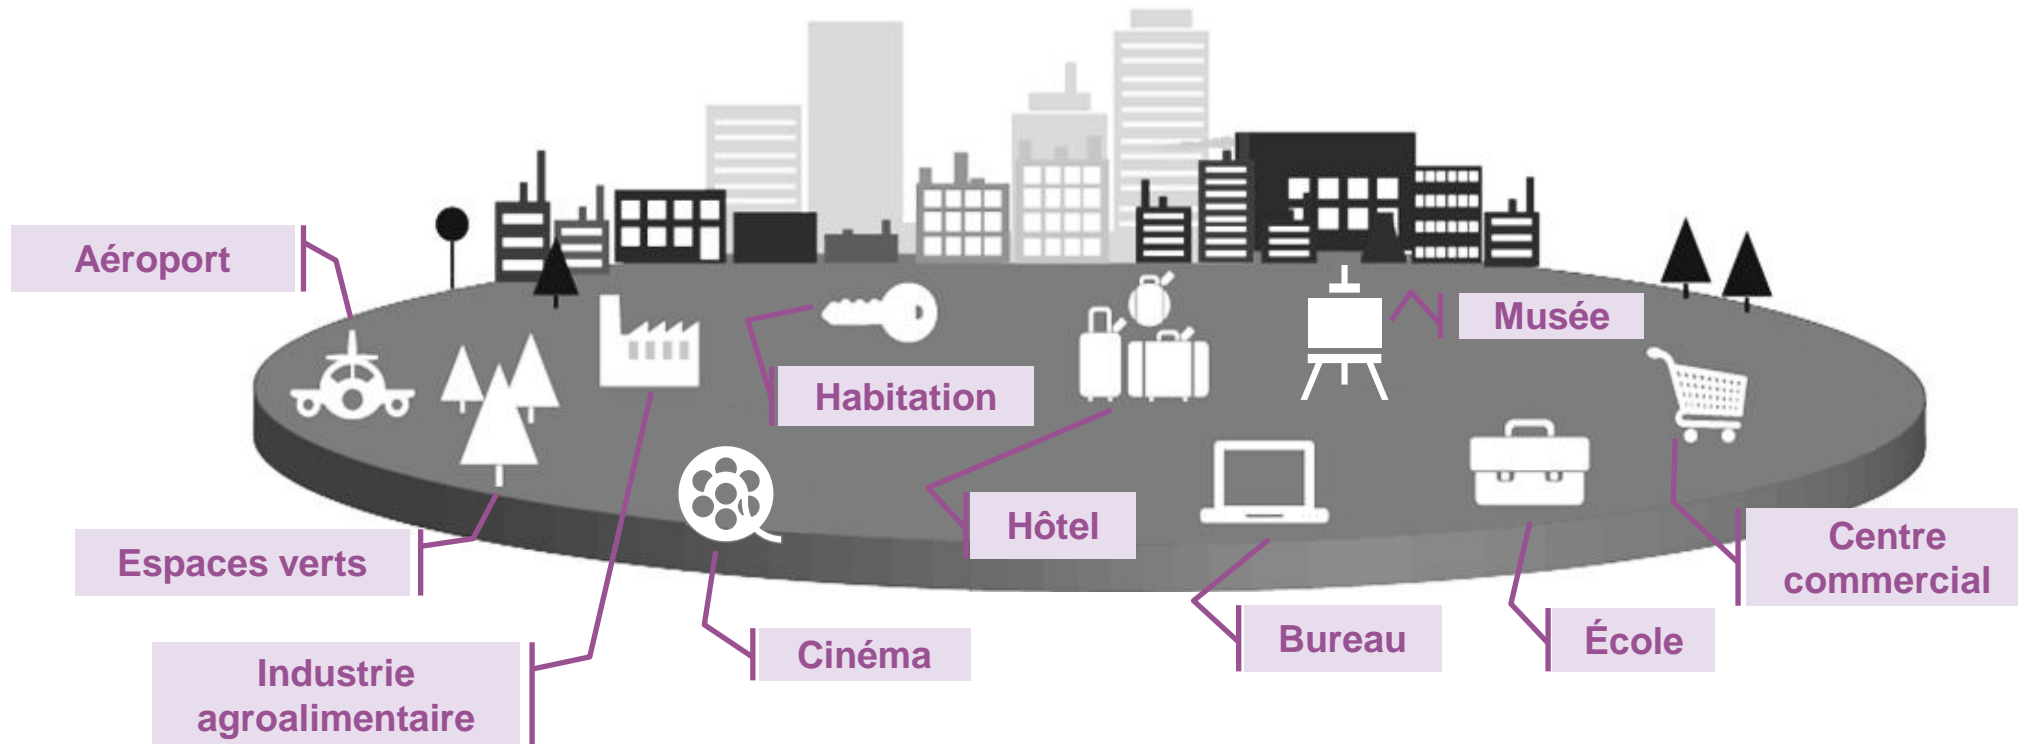 Aéroport
Musée
Habitation
Hôtel
Espaces verts
Centre
commercial
Bureau
École
Cinéma
Industrie
agroalimentaire